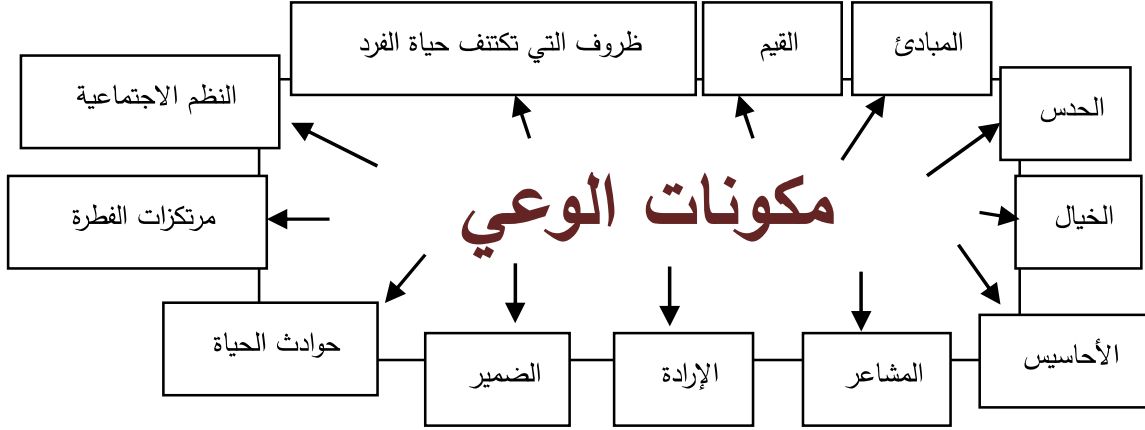 المبادئ
القيم
ظروف التي تكتنف حياة الفرد
الحدس
النظم الاجتماعية
مكونات الوعي
الخيال
مرتكزات الفطرة
الأحاسيس
المشاعر
الإرادة
الضمير
حوادث الحياة